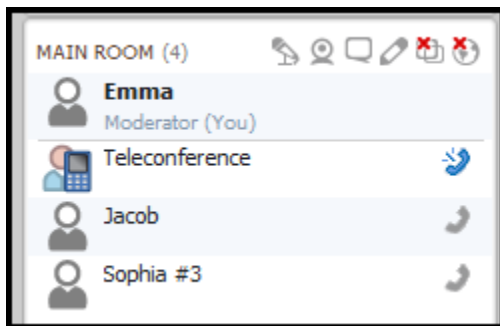 MAIN ROOM (4)
Emma
Moderator (You)
Teleconference
Jacob
Sophia #3